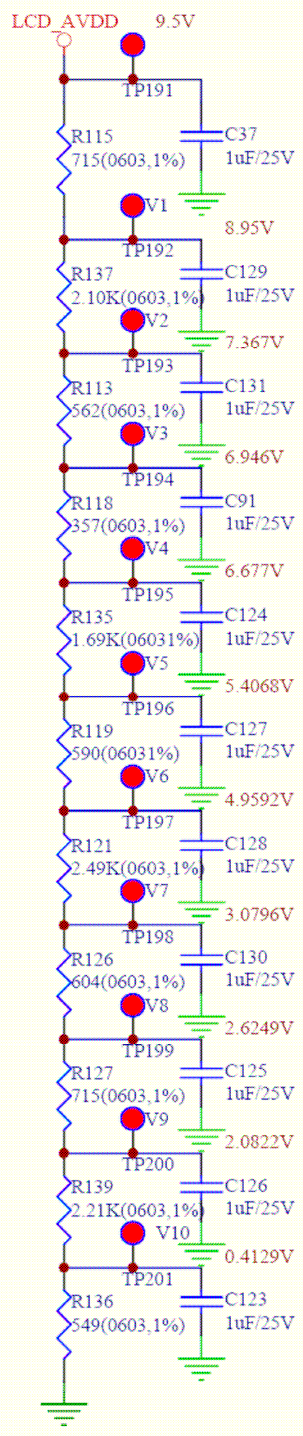 LCD_AVDD 9.5V
TP191
R115
715(0603,1%)
C37
1uF/25V
V1
8.95V
TP192
R137
2.10K(0603,1%)
C129
1uF/25V
V2
7.367V
TP193
R113
562(0603,1%)
C131
1uF/25V
V3
6.946V
TP194
R118
357(0603,1%)
C91
1uF/25V
V4
6.677V
TP195
R135
1.69K(06031%)
C124
1uF/25V
V5
5.4068V
TP196
R119
590(06031%)
C127
1uF/25V
V6
4.9592V
TP197
R121
2.49K(0603,1%)
C128
1uF/25V
V7
3.0796V
TP198
R126
604(0603,1%)
C130
1uF/25V
V8
2.6249V
TP199
R127
715(0603,1%)
C125
1uF/25V
V9
2.0822V
TP200
R139
2.21K(0603,1%)
C126
1uF/25V
V10
0.4129V
TP201
R136
549(0603,1%)
C123
1uF/25V